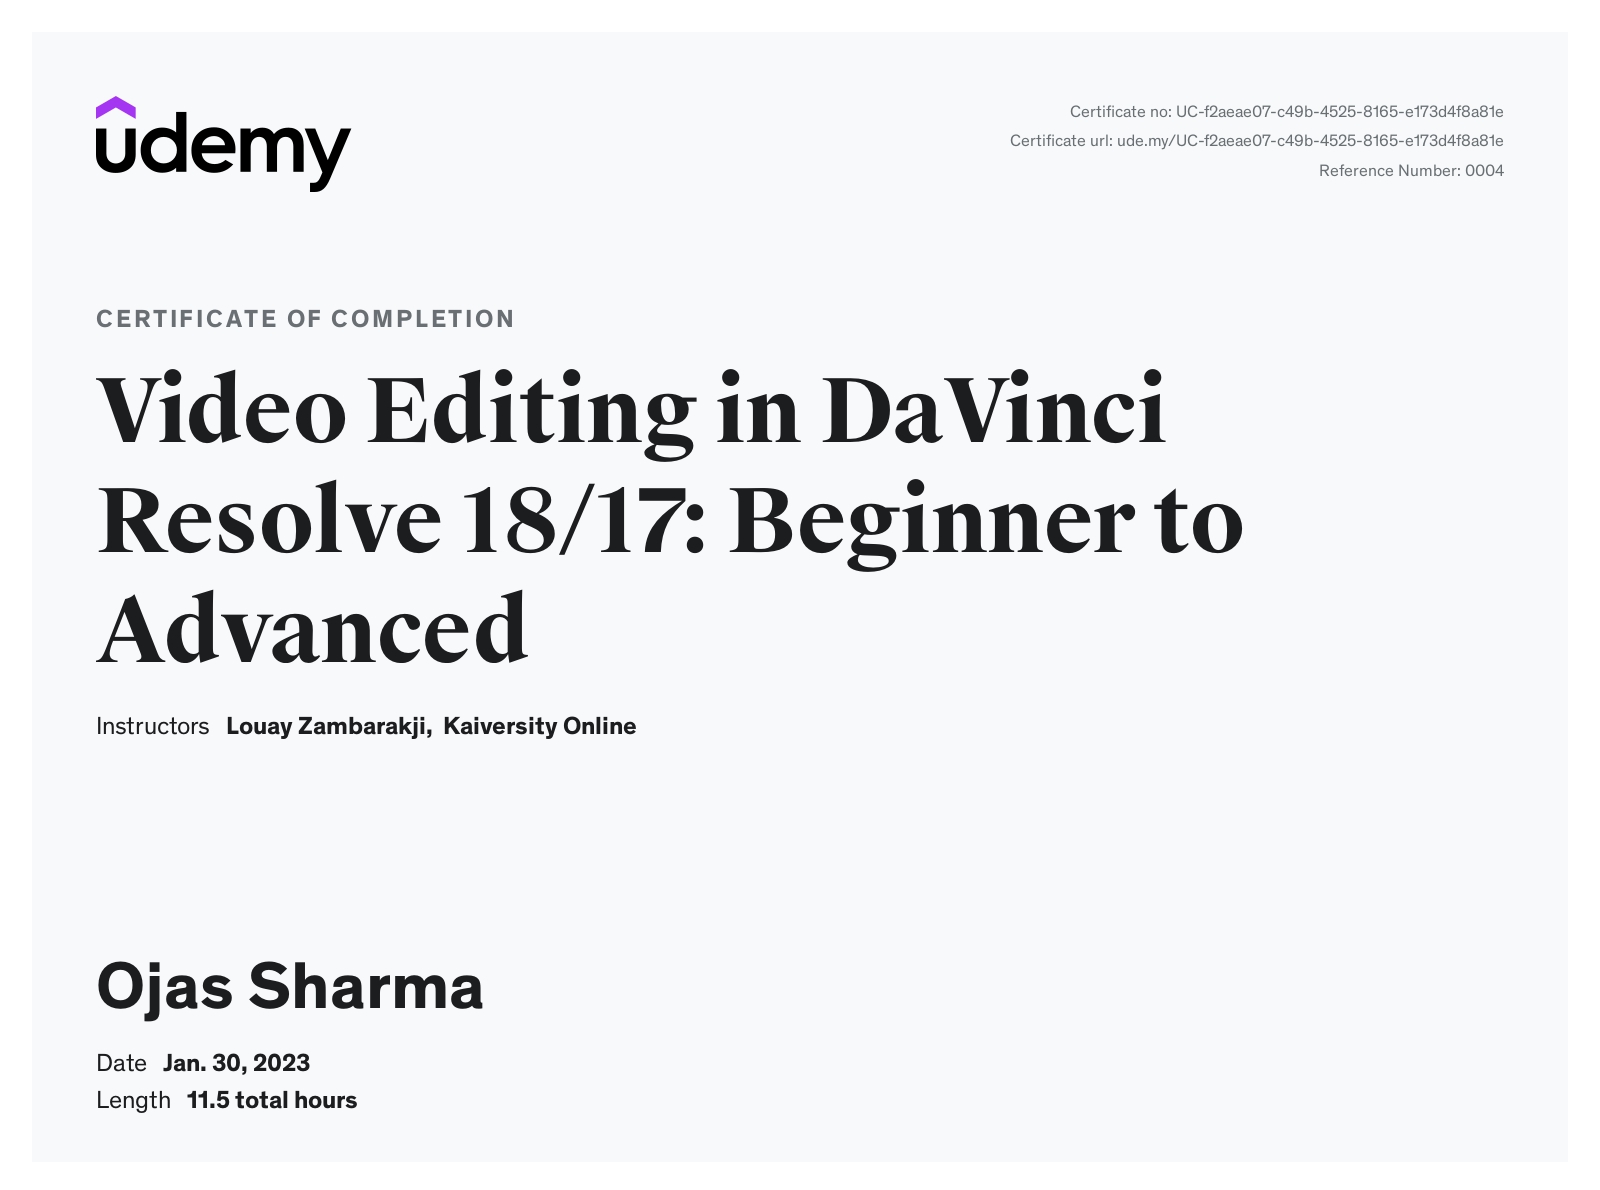 udemy
Certificate no: UC-f2aeae07-c49b-4525-8165-e173d4f8a81e
Certificate url: ude.my/UC-f2aeae07-c49b-4525-8165-e173d4f8a81e
Reference Number: 0004
CERTIFICATE OF COMPLETION
Video Editing in DaVinci
Resolve 18/17: Beginner to
Advanced
Instructors Louay Zambarakji, Kaiversity Online
Ojas Sharma
Date Jan. 30, 2023
Length 11.5 total hours